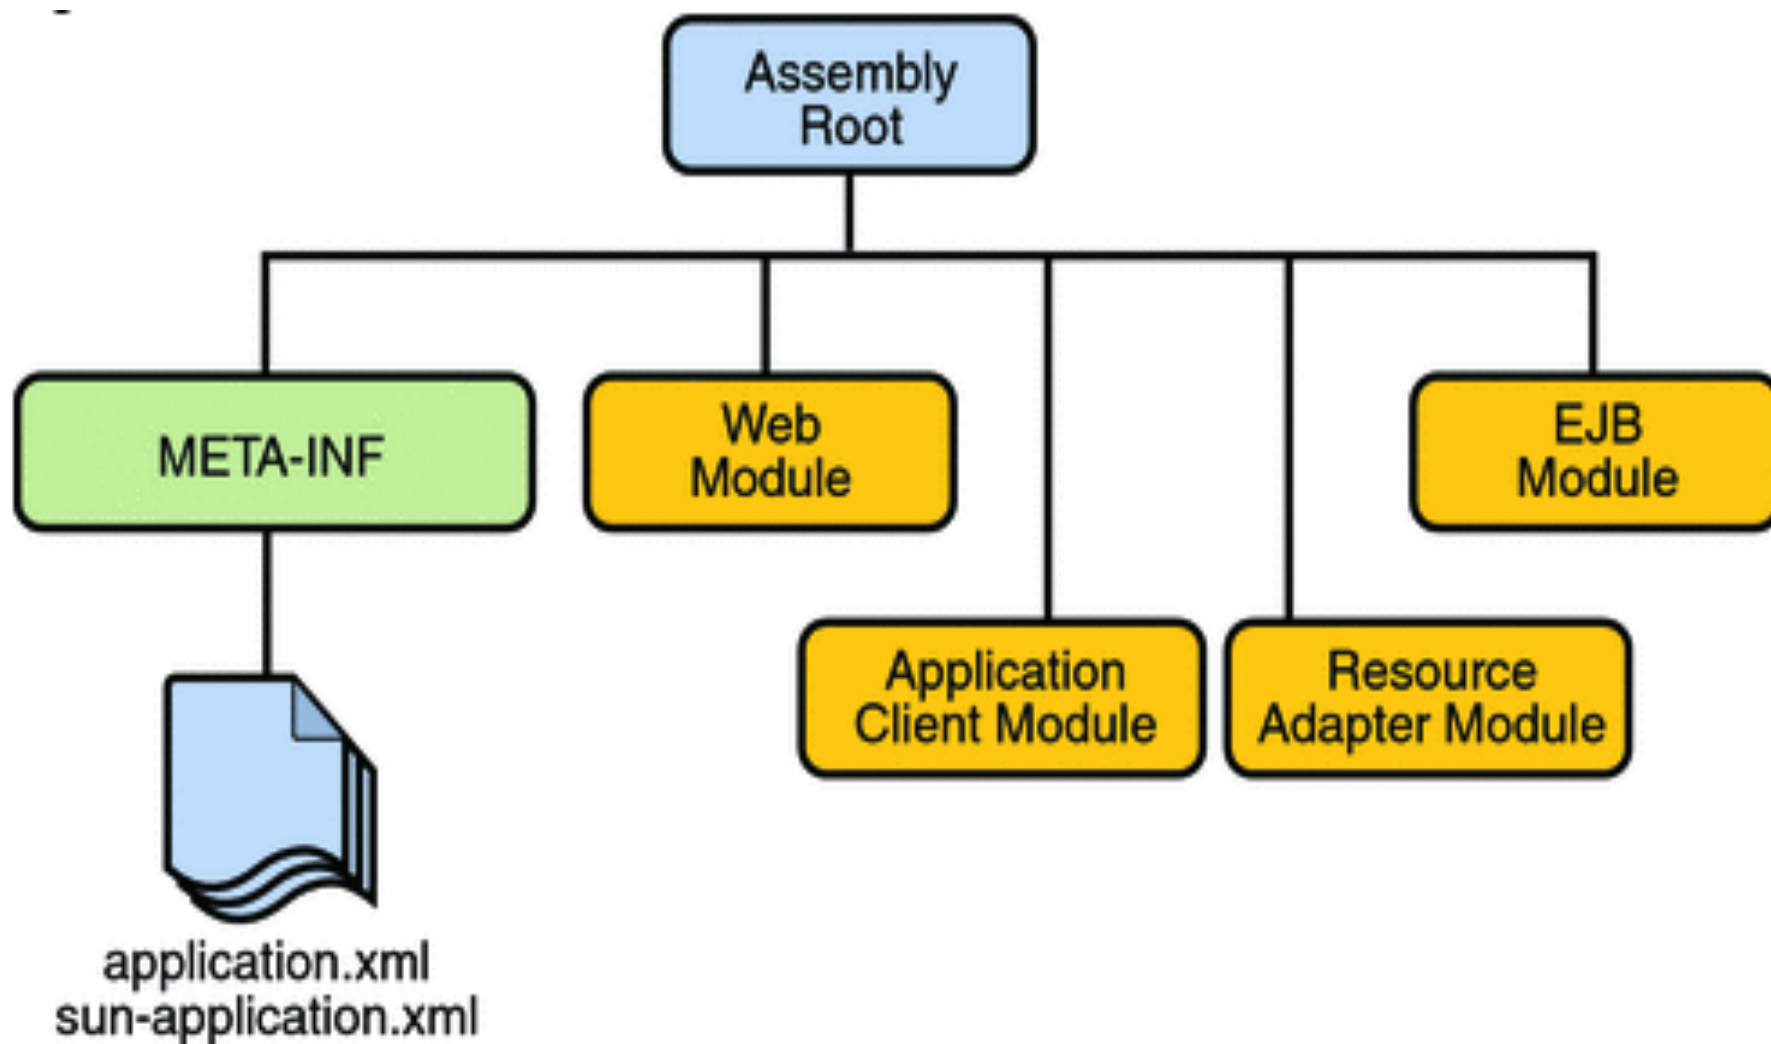 Assembly
Root
META-INF
Web
Module
EJB
Module
Application
Client Module
Resource
Adapter Module
application.xml
sun-application.xml